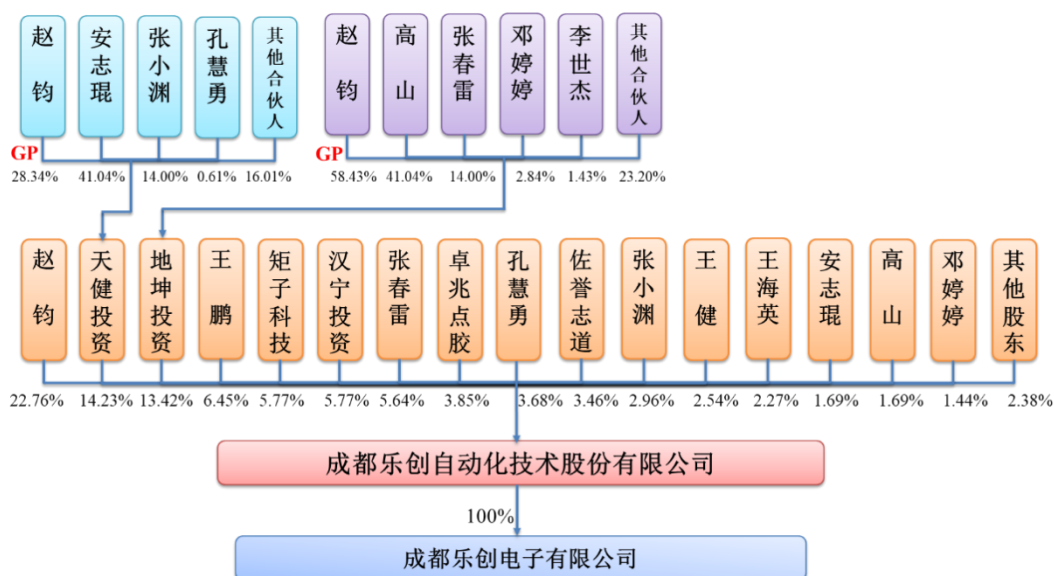 赵钧 安志琨 张小渊 孔慧勇 其他合伙人 赵钧 高山 张春雷 邓婷婷 李世杰 其他合伙人
GP GP
28.34% 41.04% 14.00% 0.61% 16.01% 58.43% 41.04% 14.00% 2.84% 1.43% 23.20%
赵钧 天健投资 地坤投资 王鹏 矩子科技 汉宁投资 张春雷 卓兆点胶 孔慧勇 佐誉志道 张小渊 王健 王海英 安志琨 高山 邓婷婷 其他股东
22.76% 14.23% 13.42% 6.45% 5.77% 5.77% 5.64% 3.85% 3.68% 3.46% 2.96% 2.54% 2.27% 1.69% 1.69% 1.44% 2.38%
成都乐创自动化技术股份有限公司
100%
成都乐创电子有限公司